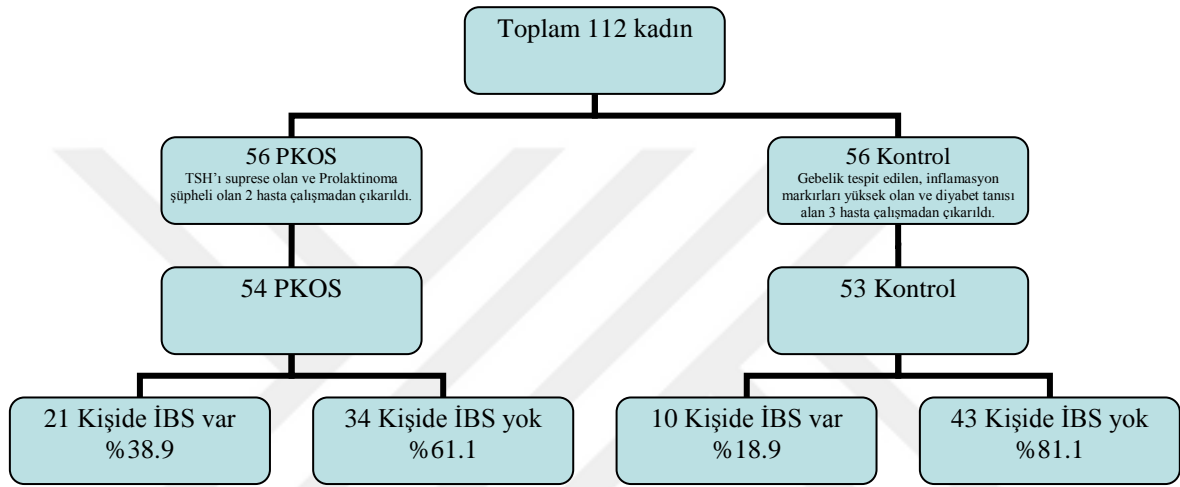 Toplam 112 kadın
56 PKOS
TSH’ı suprese olan ve Prolaktinoma
şüpheli olan 2 hasta çalışmadan çıkarıldı.
56 Kontrol
Gebelik tespit edilen, inflamasyon
markırları yüksek olan ve diyabet tanısı
alan 3 hasta çalışmadan çıkarıldı.
54 PKOS
53 Kontrol
21 Kişide İBS var
%38.9
34 Kişide İBS yok
%61.1
10 Kişide İBS var
%18.9
43 Kişide İBS yok
%81.1